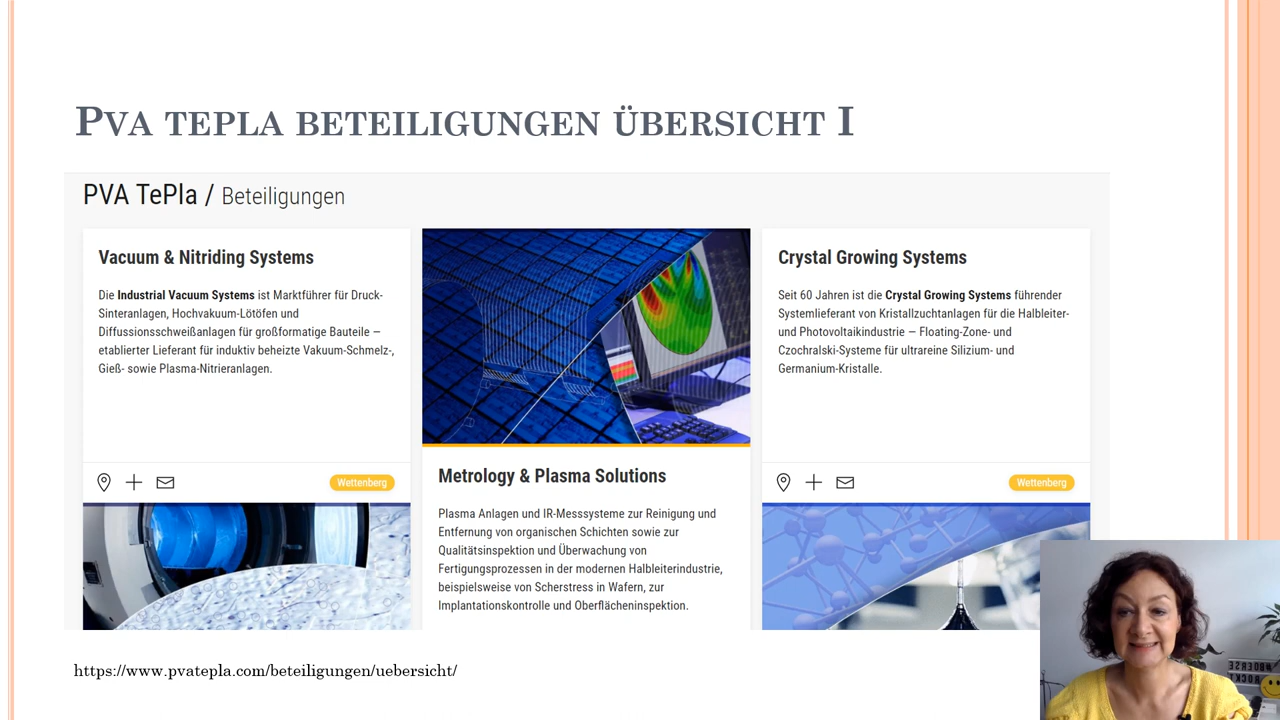 PVA TEPLA BETEILIGUNGEN ÜBERSICHT I
PVA TePla / Beteiligungen
Vacuum & Nitriding Systems
Die Industrial Vacuum Systems ist Marktführer für Druck-
Sinteranlagen, Hochvakuum-Lötöfen und
Diffussionsschweißanlagen für großformatige Bauteile —
etablierter Lieferant für induktiv beheizte Vakuum-Schmelz-,
Gieß- sowie Plasma-Nitrieranlagen.
Wettenberg
Metrology & Plasma Solutions
Plasma Anlagen und IR-Messsysteme zur Reinigung und
Entfernung von organischen Schichten sowie zur
Qualitätsinspektion und Überwachung von
Fertigungsprozessen in der modernen Halbleiterindustrie,
beispielsweise von Scherstress in Wafern, zur
Implantationskontrolle und Oberflächeninspektion.
Crystal Growing Systems
Seit 60 Jahren ist die Crystal Growing Systems führender
Systemlieferant von Kristallzuchtanlagen für die Halbleiter-
und Photovoltaikindustrie — Floating-Zone- und
Czochralski-Systeme für ultrareine Silizium- und
Germanium-Kristalle.
Wettenberg
https://www.pvatepla.com/beteiligungen/uebersicht/
BOERSE
ROCKT